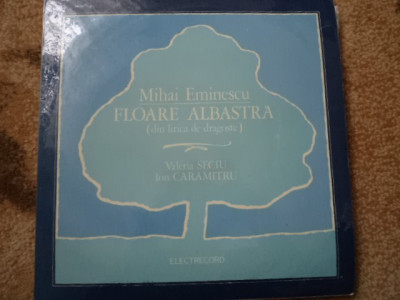 Mihai Eminescu
FLOARE ALBASTRA
(din lirica de dragoste)
Valeria SECIU
Ion CARAMITRU
ELECTRECORD